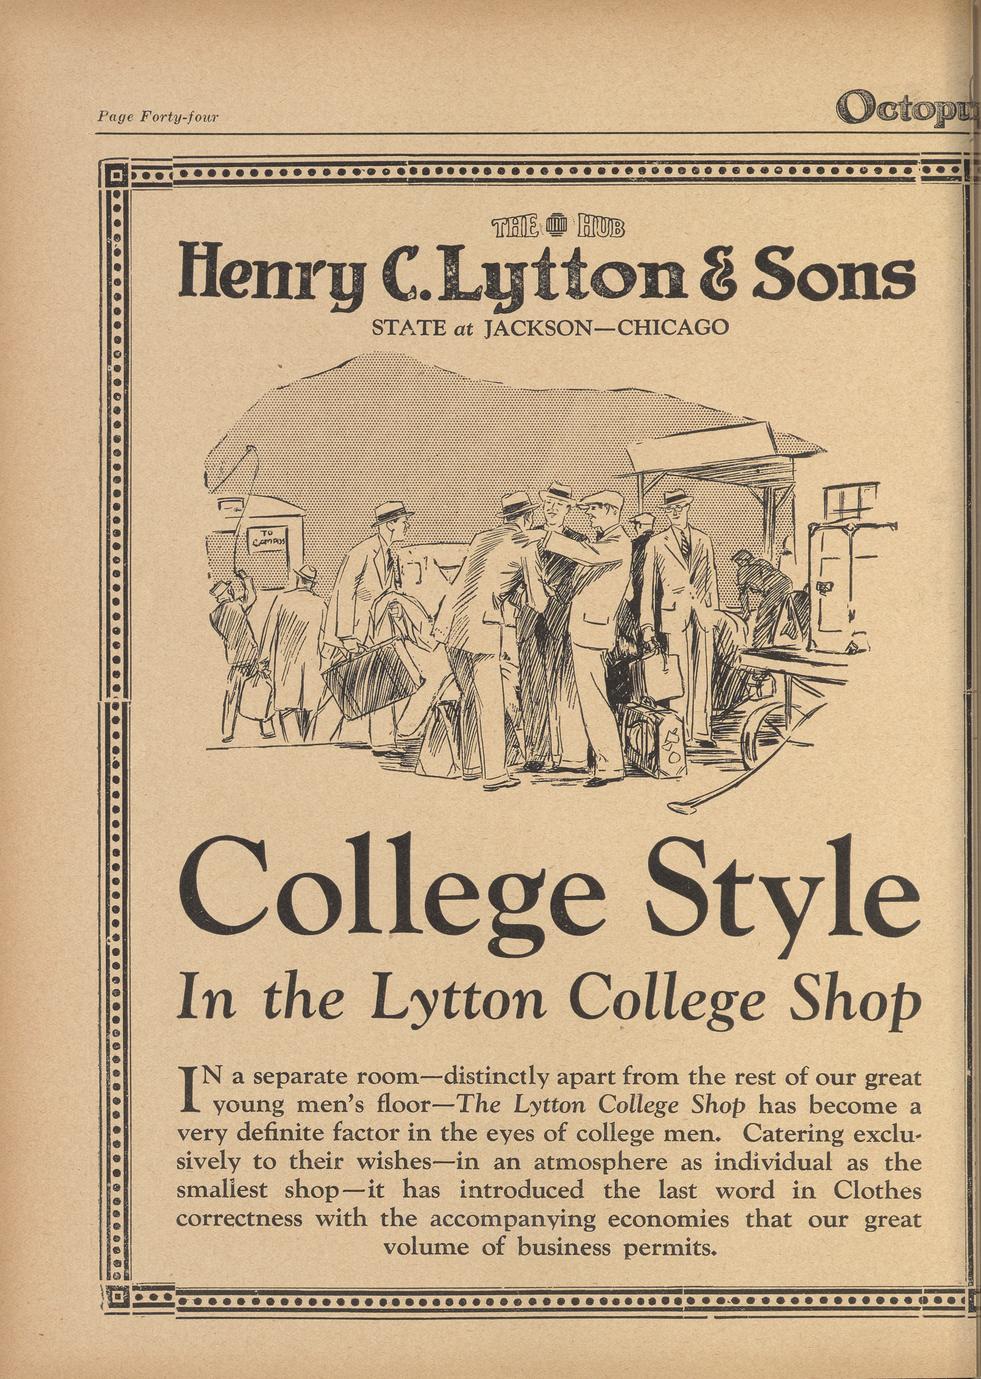 Page Forty-four
THE HUB
Henry C. Lytton & Sons
STATE at JACKSON—CHICAGO
TO
CAMPUS
College Style
In the Lytton College Shop
IN a separate room—distinctly apart from the rest of our great
young men's floor—The Lytton College Shop has become a
very definite factor in the eyes of college men. Catering exclu-
sively to their wishes—in an atmosphere as individual as the
smallest shop—it has introduced the last word in Clothes
correctness with the accompanying economies that our great
volume of business permits.